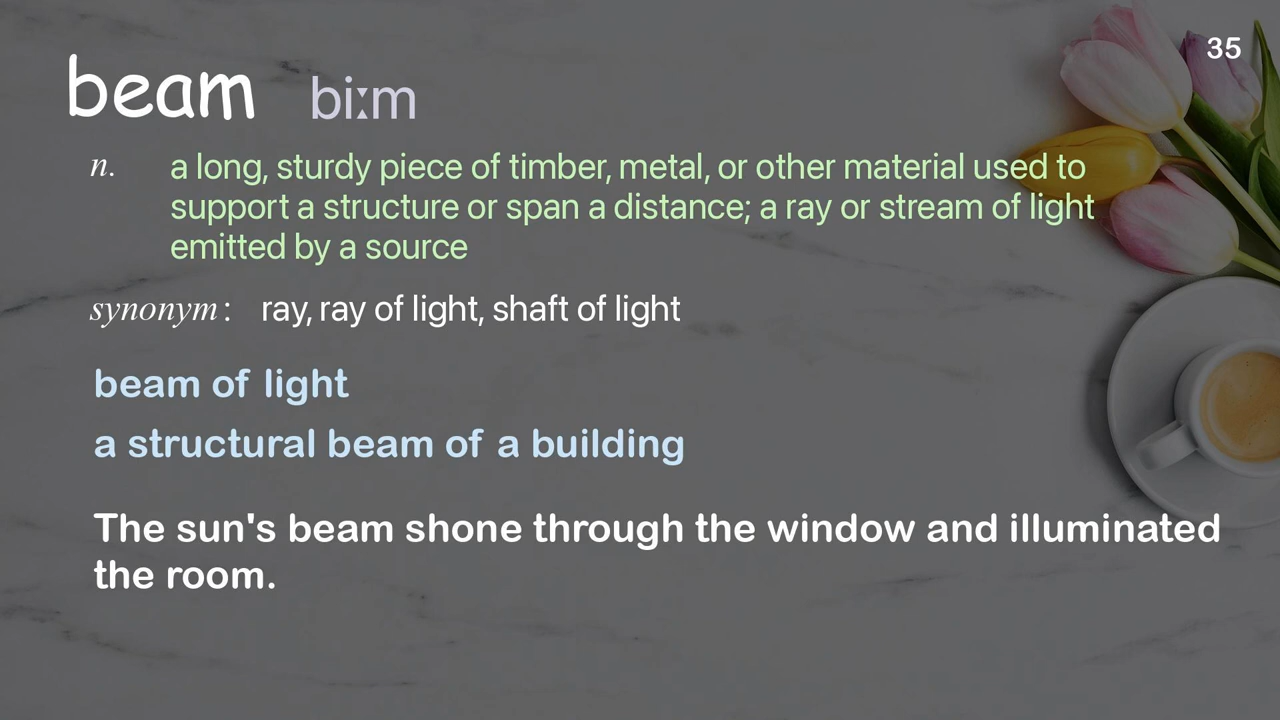 35
beam biːm
n. a long, sturdy piece of timber, metal, or other material used to
support a structure or span a distance; a ray or stream of light
emitted by a source
synonym: ray, ray of light, shaft of light
beam of light
a structural beam of a building
The sun's beam shone through the window and illuminated
the room.